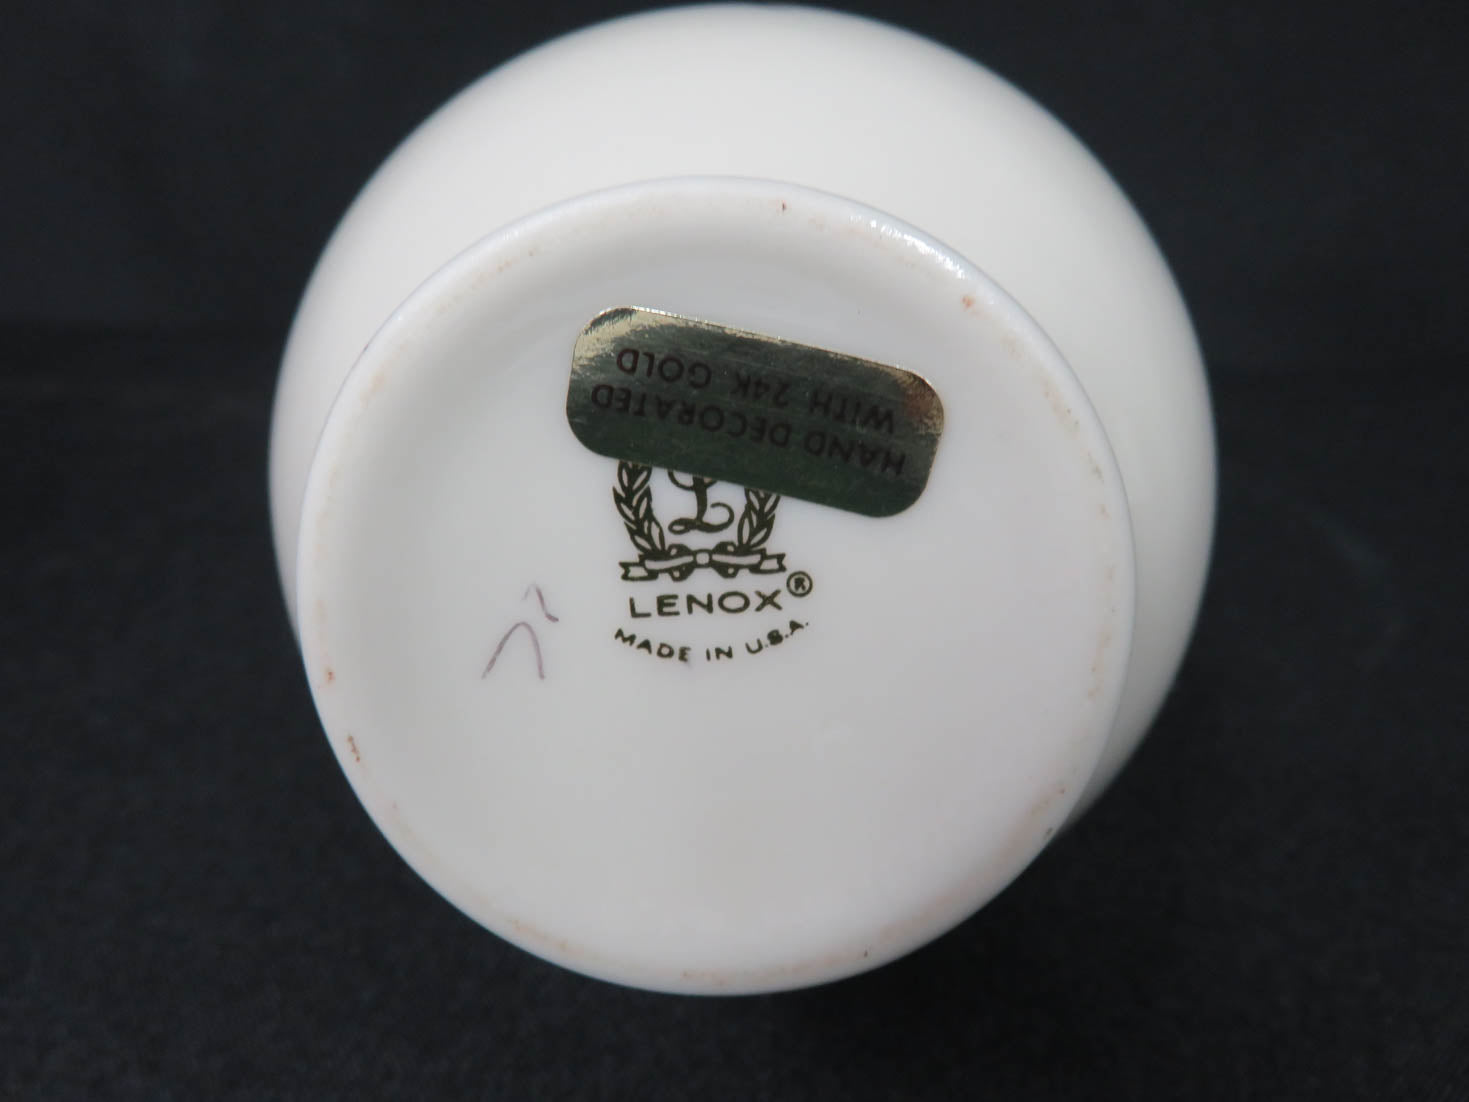 HAND DECORATED
WITH 24K GOLD
L
LENOX®
MADE IN U.S.A.